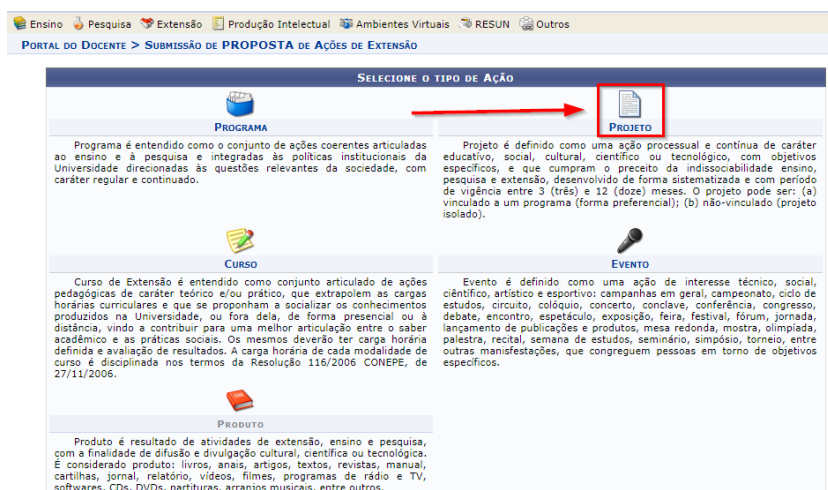 Ensino Pesquisa Extensão Produção Intelectual Ambientes Virtuais RESUN Outros
Portal do Docente > Submissão de PROPOSTA de Ações de Extensão
Selecione o tipo de Ação
Programa
Programa é entendido como o conjunto de ações coerentes articuladas
ao ensino e à pesquisa e integradas às políticas institucionais da
Universidade direcionadas às questões relevantes da sociedade, com
caráter regular e continuado.
Projeto
Projeto é definido como uma ação processual e contínua de caráter
educativo, social, cultural, científico ou tecnológico, com objetivos
específicos, e que cumpram o preceito da indissociabilidade ensino,
pesquisa e extensão, desenvolvido de forma sistematizada e com período
de vigência entre 3 (três) e 12 (doze) meses. O projeto pode ser: (a)
vinculado a um programa (forma preferencial); (b) não-vinculado (projeto
isolado).
Curso
Curso de Extensão é entendido como conjunto articulado de ações
pedagógicas de caráter teórico e/ou prático, que extrapolem as cargas
horárias curriculares e que se proponham a socializar os conhecimentos
produzidos na Universidade, ou fora dela, de forma presencial ou à
distância, vindo a contribuir para uma melhor articulação entre o saber
acadêmico e as práticas sociais. Os mesmos deverão ter carga horária
definida e avaliação de resultados. A carga horária de cada modalidade de
curso é disciplinada nos termos da Resolução 116/2006 CONEPE, de
27/11/2006.
Evento
Evento é definido como uma ação de interesse técnico, social,
ciêntífico, artístico e esportivo: campanhas em geral, campeonato, ciclo de
estudos, circuito, colóquio, concerto, conclave, conferência, congresso,
debate, encontro, espetáculo, exposição, feira, festival, fórum, jornada,
lançamento de publicações e produtos, mesa redonda, mostra, olimpíada,
palestra, recital, semana de estudos, seminário, simpósio, torneio, entre
outras manisfestações, que congreguem pessoas em torno de objetivos
específicos.
Produto
Produto é resultado de atividades de extensão, ensino e pesquisa,
com a finalidade de difusão e divulgação cultural, científica ou tecnológica.
É considerado produto: livros, anais, artigos, textos, revistas, manual,
cartilhas, jornal, relatório, vídeos, filmes, programas de rádio e TV,
softwares, CDs, DVDs, partituras, arranjos musicais, entre outros.